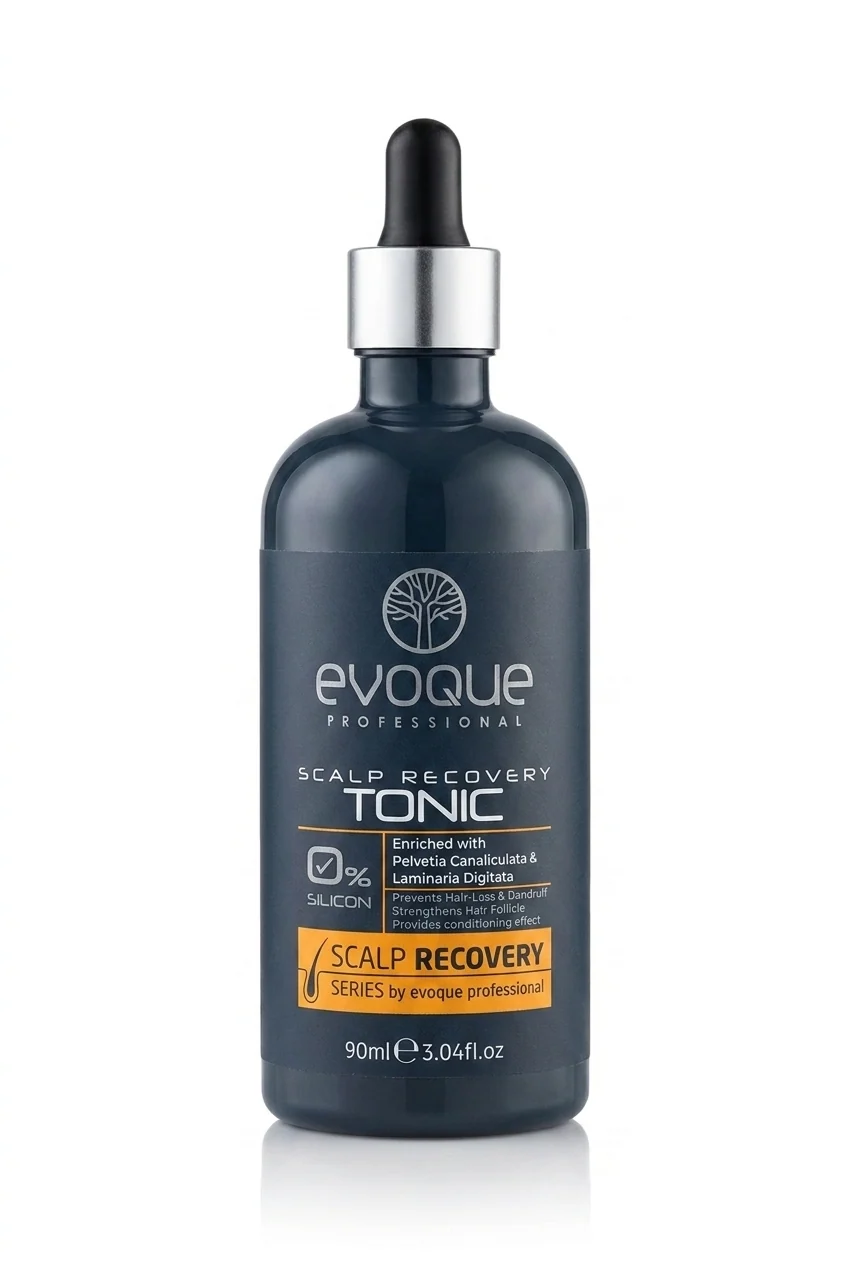 evoque
PROFESSIONAL
SCALP RECOVERY
TONIC
0%
SILICON
Enriched with
Pelvetia Canaliculata &
Laminaria Digitata
Prevents Hair-Loss & Dandruff
Strengthens Hair Follicle
Provides conditioning effect
SCALP RECOVERY
SERIES by evoque professional
90ml ℮ 3.04fl.oz